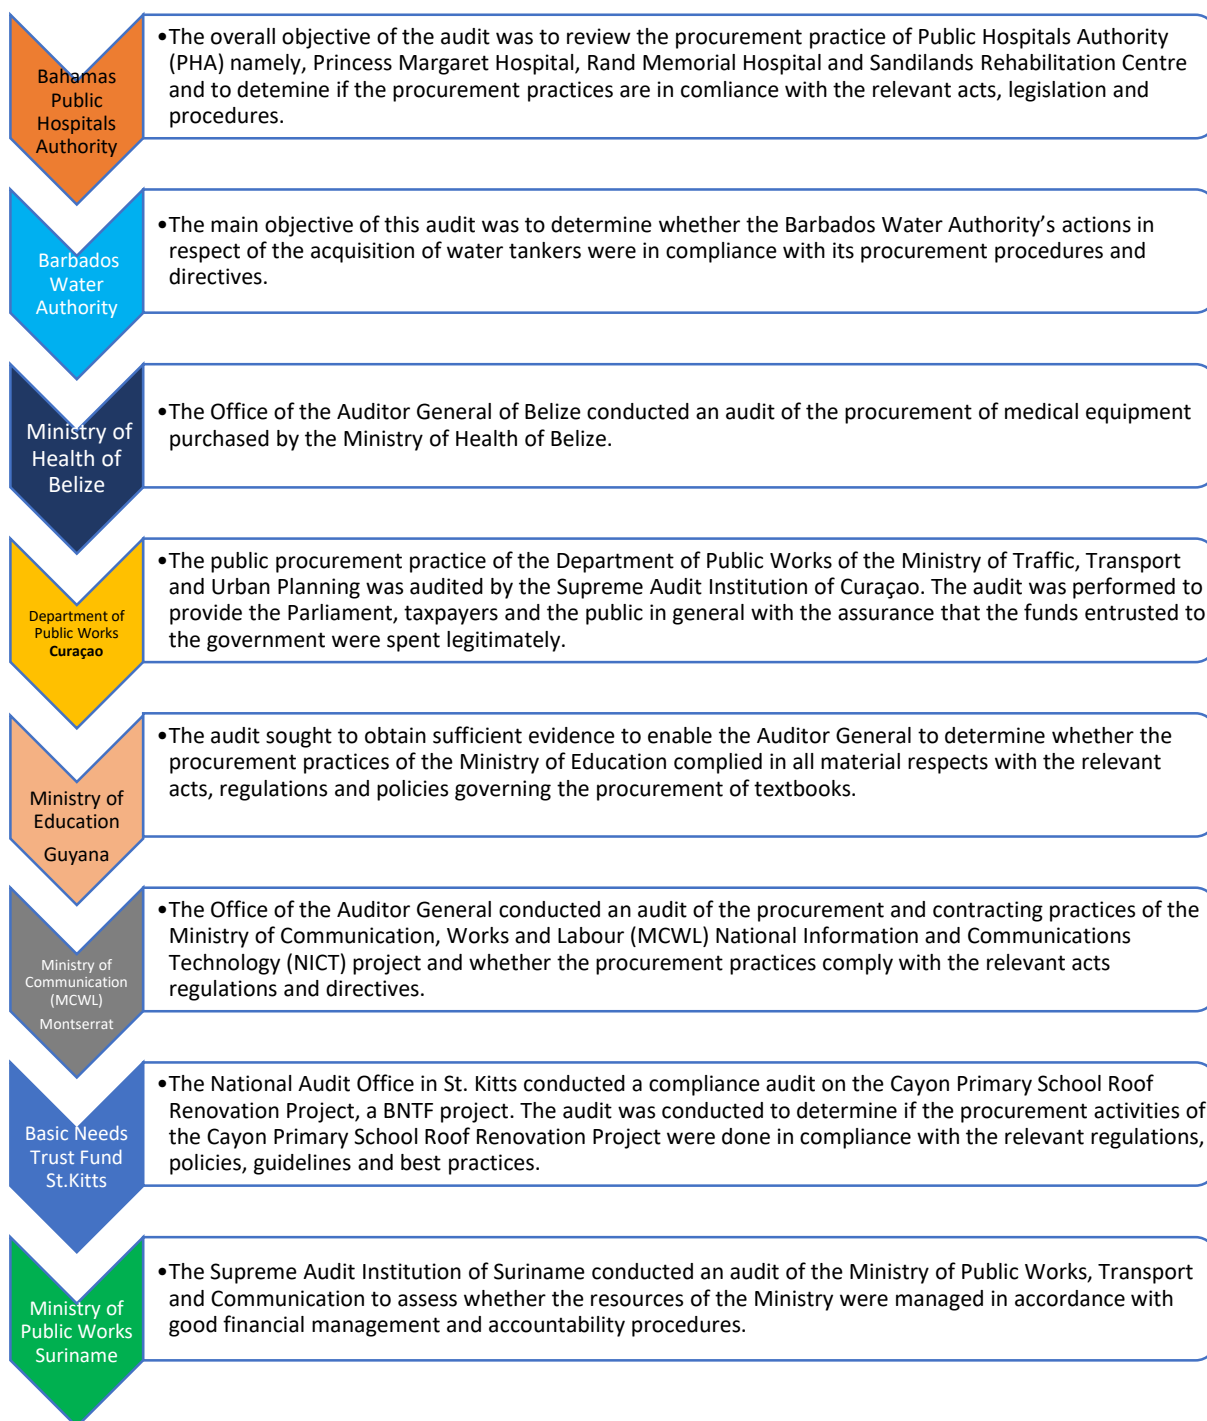 Bahamas
Public
Hospitals
Authority
•The overall objective of the audit was to review the procurement practice of Public Hospitals Authority
(PHA) namely, Princess Margaret Hospital, Rand Memorial Hospital and Sandilands Rehabilitation Centre
and to detemine if the procurement practices are in comliance with the relevant acts, legislation and
procedures.
Barbados
Water
Authority
•The main objective of this audit was to determine whether the Barbados Water Authority’s actions in
respect of the acquisition of water tankers were in compliance with its procurement procedures and
directives.
Ministry of
Health of
Belize
•The Office of the Auditor General of Belize conducted an audit of the procurement of medical equipment
purchased by the Ministry of Health of Belize.
Department of
Public Works
Curaçao
•The public procurement practice of the Department of Public Works of the Ministry of Traffic, Transport
and Urban Planning was audited by the Supreme Audit Institution of Curaçao. The audit was performed to
provide the Parliament, taxpayers and the public in general with the assurance that the funds entrusted to
the government were spent legitimately.
Ministry of
Education
Guyana
•The audit sought to obtain sufficient evidence to enable the Auditor General to determine whether the
procurement practices of the Ministry of Education complied in all material respects with the relevant
acts, regulations and policies governing the procurement of textbooks.
Ministry of
Communication
(MCWL)
Montserrat
•The Office of the Auditor General conducted an audit of the procurement and contracting practices of the
Ministry of Communication, Works and Labour (MCWL) National Information and Communications
Technology (NICT) project and whether the procurement practices comply with the relevant acts
regulations and directives.
Basic Needs
Trust Fund
St.Kitts
•The National Audit Office in St. Kitts conducted a compliance audit on the Cayon Primary School Roof
Renovation Project, a BNTF project. The audit was conducted to determine if the procurement activities of
the Cayon Primary School Roof Renovation Project were done in compliance with the relevant regulations,
policies, guidelines and best practices.
Ministry of
Public Works
Suriname
•The Supreme Audit Institution of Suriname conducted an audit of the Ministry of Public Works, Transport
and Communication to assess whether the resources of the Ministry were managed in accordance with
good financial management and accountability procedures.